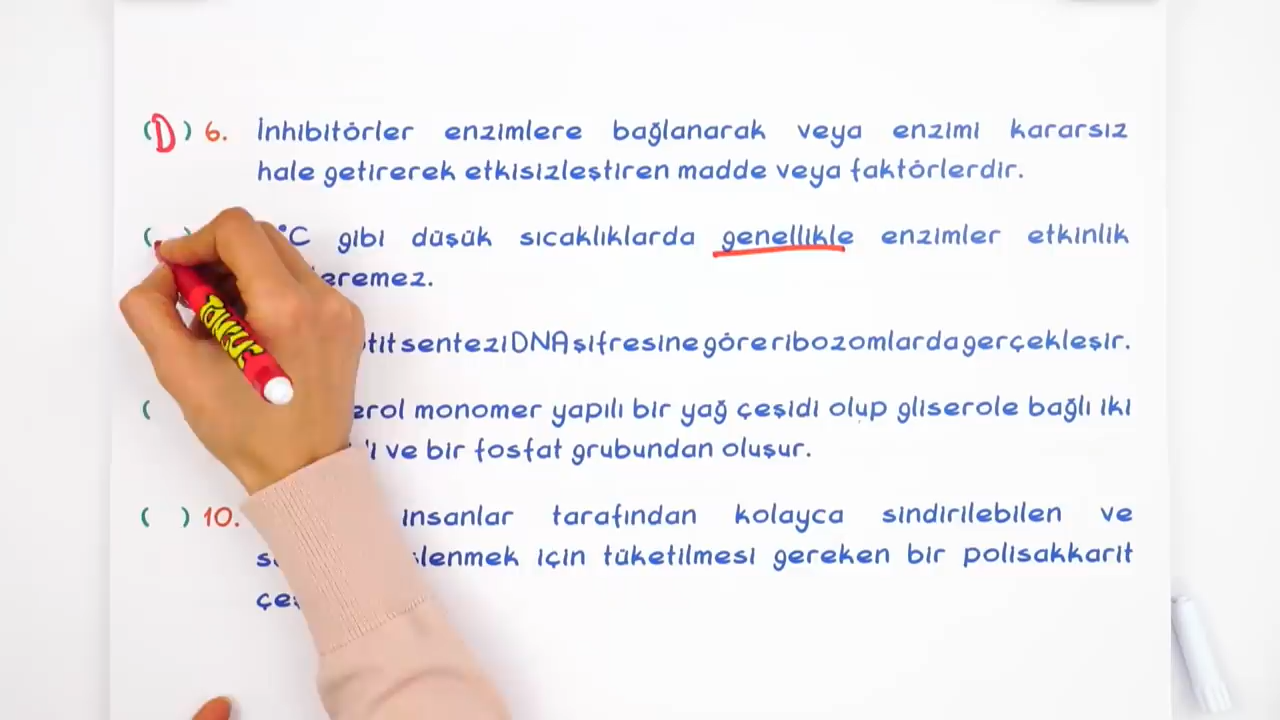 (D) 6. İnhibitörler enzimlere bağlanarak veya enzimi kararsız
hale getirerek etkisizleştiren madde veya faktörlerdir.
( °C gibi düşük sıcaklıklarda genellikle enzimler etkinlik
eremez.
tit sentezi DNA şifresine göre ribozomlarda gerçekleşir.
( erol monomer yapılı bir yağ çeşidi olup gliserole bağlı iki
'i ve bir fosfat grubundan oluşur.
( ) 10. insanlar tarafından kolayca sindirilebilen ve
lenmek için tüketilmesi gereken bir polisakkarit
TONGUÇ